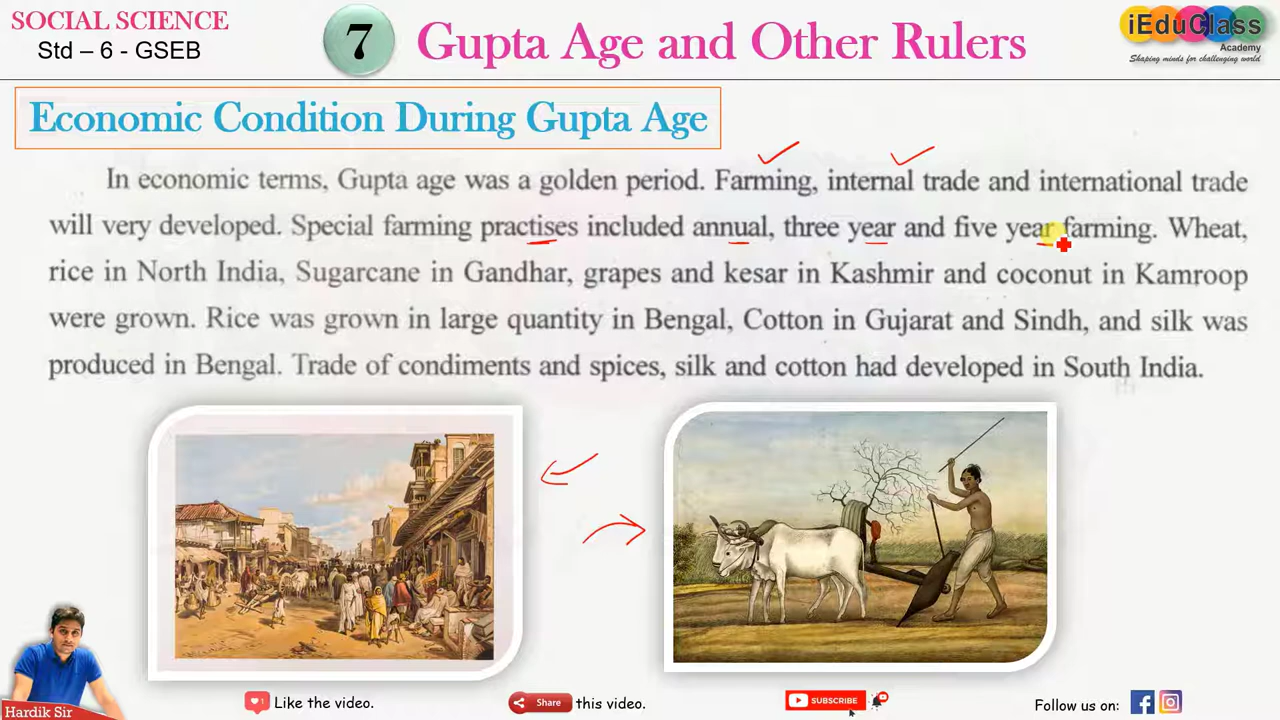 SOCIAL SCIENCE
Std – 6 - GSEB
7
Gupta Age and Other Rulers
iEduClass
Academy
Shaping minds for challenging world
Economic Condition During Gupta Age
In economic terms, Gupta age was a golden period. Farming, internal trade and international trade
will very developed. Special farming practises included annual, three year and five year farming. Wheat,
rice in North India, Sugarcane in Gandhar, grapes and kesar in Kashmir and coconut in Kamroop
were grown. Rice was grown in large quantity in Bengal, Cotton in Gujarat and Sindh, and silk was
produced in Bengal. Trade of condiments and spices, silk and cotton had developed in South India.
Hardik Sir
Like the video.
Share this video.
SUBSCRIBE
Follow us on: